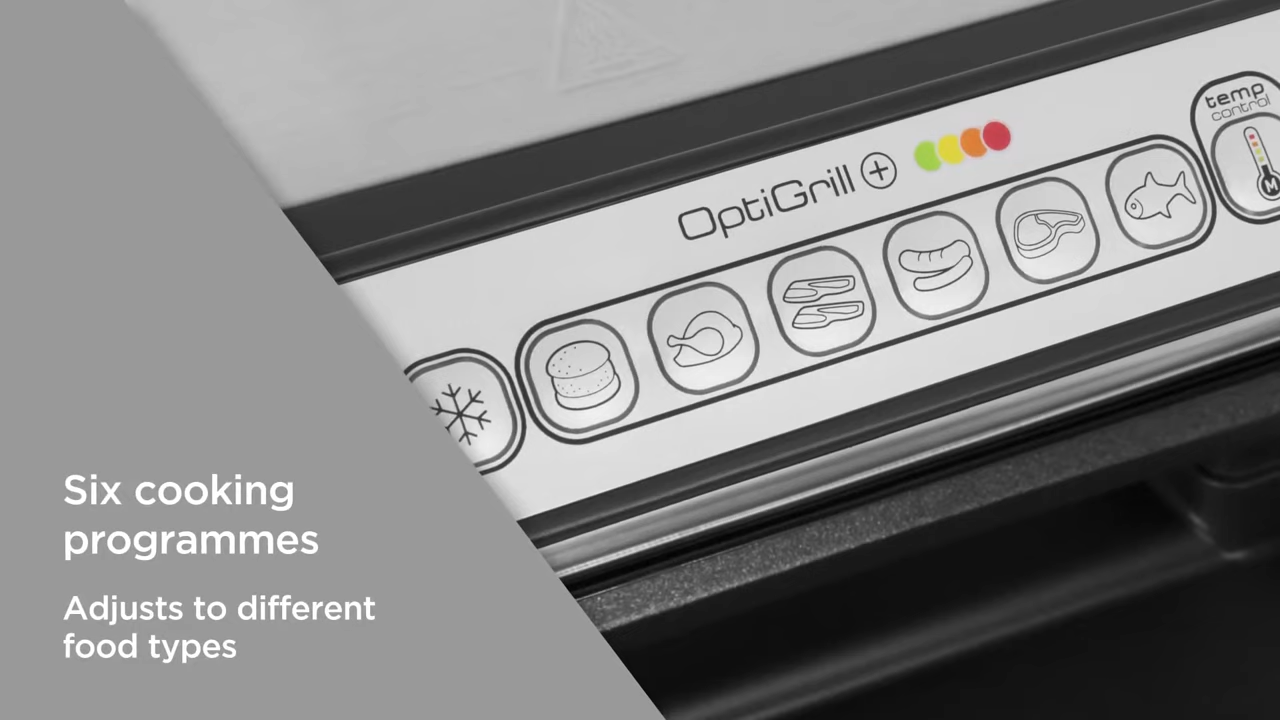 OptiGrill +
temp
control
M
Six cooking
programmes
Adjusts to different
food types